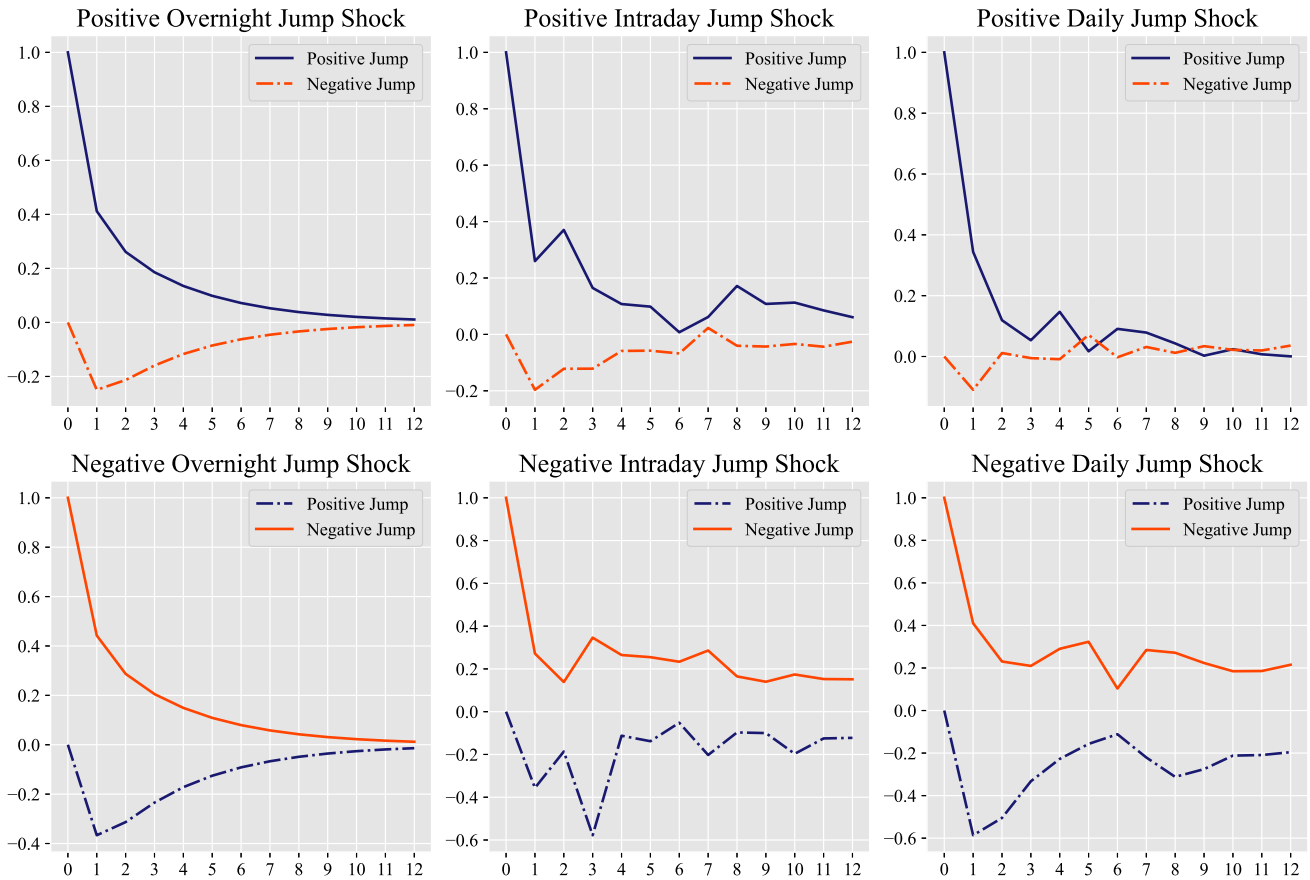 Positive Overnight Jump Shock
1.0
0.8
0.6
0.4
0.2
0.0
−0.2
Positive Jump
Negative Jump
0 1 2 3 4 5 6 7 8 9 10 11 12
Positive Intraday Jump Shock
1.0
0.8
0.6
0.4
0.2
0.0
−0.2
Positive Jump
Negative Jump
0 1 2 3 4 5 6 7 8 9 10 11 12
Positive Daily Jump Shock
1.0
0.8
0.6
0.4
0.2
0.0
Positive Jump
Negative Jump
0 1 2 3 4 5 6 7 8 9 10 11 12
Negative Overnight Jump Shock
1.0
0.8
0.6
0.4
0.2
0.0
−0.2
−0.4
Positive Jump
Negative Jump
0 1 2 3 4 5 6 7 8 9 10 11 12
Negative Intraday Jump Shock
1.0
0.8
0.6
0.4
0.2
0.0
−0.2
−0.4
−0.6
Positive Jump
Negative Jump
0 1 2 3 4 5 6 7 8 9 10 11 12
Negative Daily Jump Shock
1.0
0.8
0.6
0.4
0.2
0.0
−0.2
−0.4
−0.6
Positive Jump
Negative Jump
0 1 2 3 4 5 6 7 8 9 10 11 12